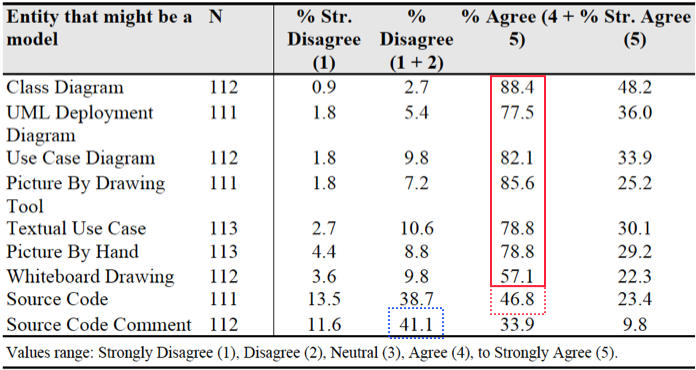 Entity that might be a model N % Str. Disagree (1) % Disagree (1 + 2) % Agree (4 + 5) % Str. Agree (5)
Class Diagram 112 0.9 2.7 88.4 48.2
UML Deployment Diagram 111 1.8 5.4 77.5 36.0
Use Case Diagram 112 1.8 9.8 82.1 33.9
Picture By Drawing Tool 111 1.8 7.2 85.6 25.2
Textual Use Case 113 2.7 10.6 78.8 30.1
Picture By Hand 113 4.4 8.8 78.8 29.2
Whiteboard Drawing 112 3.6 9.8 57.1 22.3
Source Code 111 13.5 38.7 46.8 23.4
Source Code Comment 112 11.6 41.1 33.9 9.8
Values range: Strongly Disagree (1), Disagree (2), Neutral (3), Agree (4), to Strongly Agree (5).